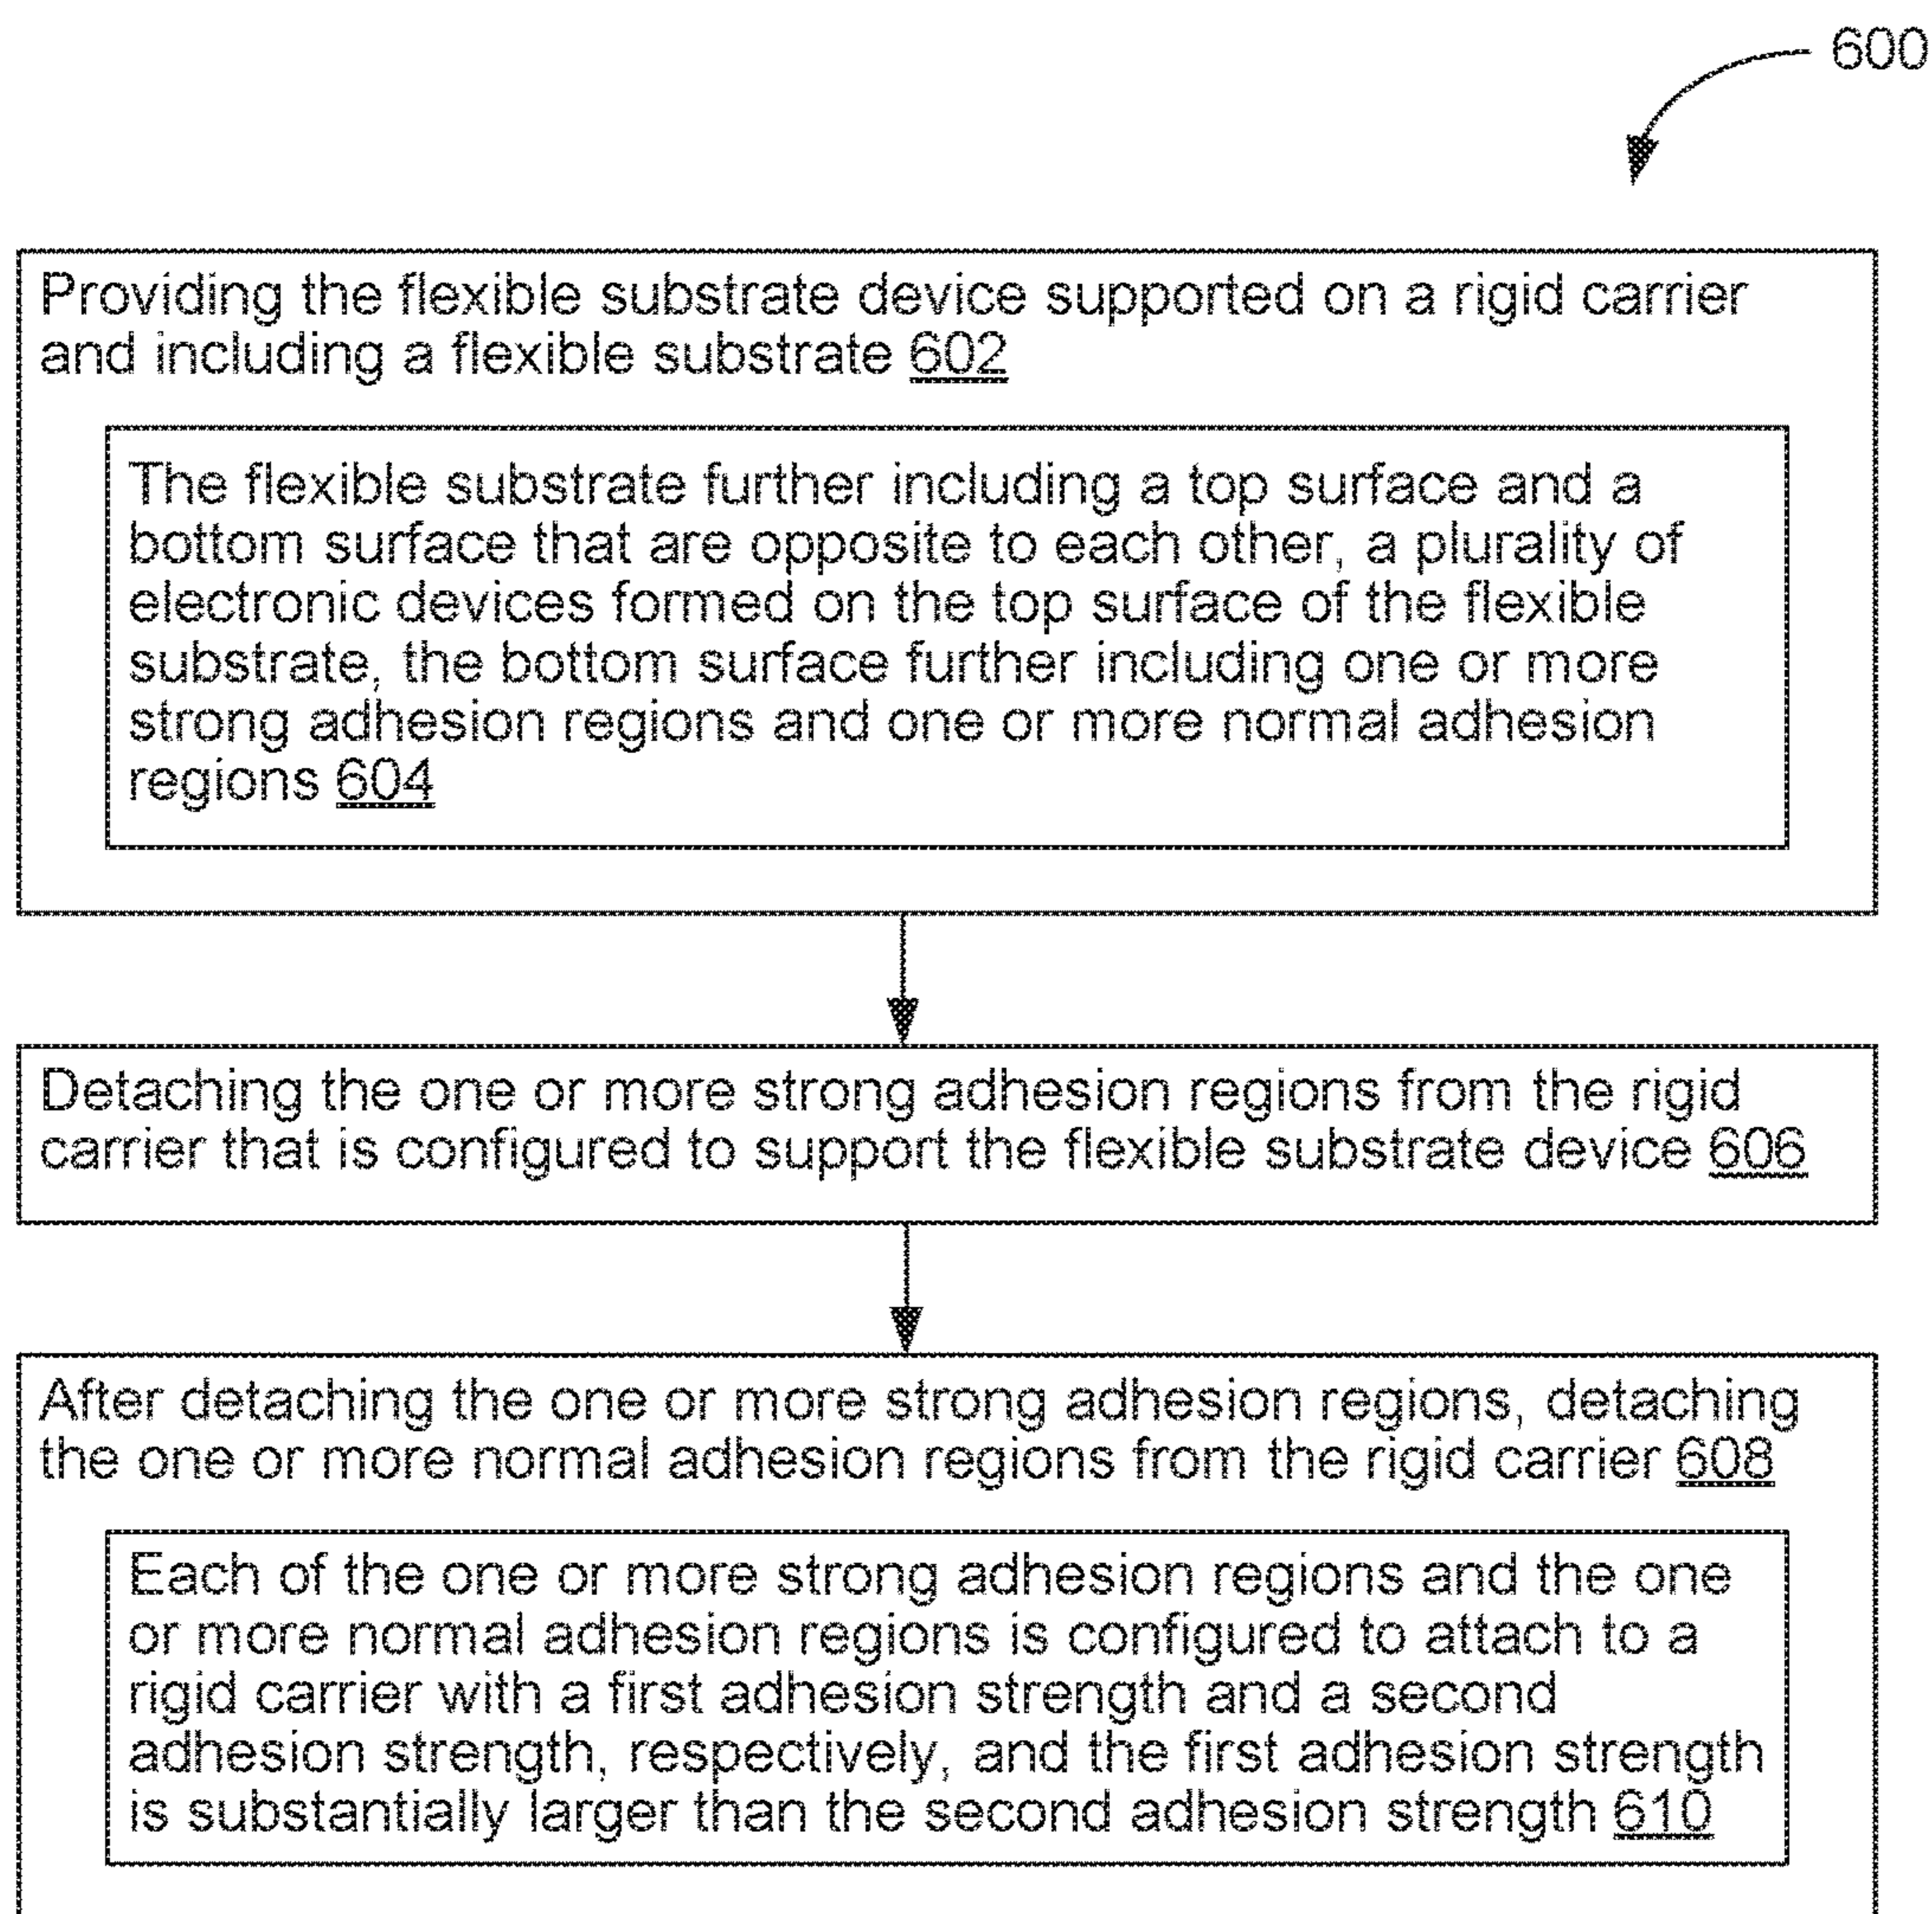 600
Providing the flexible substrate device supported on a rigid carrier
and including a flexible substrate 602
The flexible substrate further including a top surface and a
bottom surface that are opposite to each other, a plurality of
electronic devices formed on the top surface of the flexible
substrate, the bottom surface further including one or more
strong adhesion regions and one or more normal adhesion
regions 604
Detaching the one or more strong adhesion regions from the rigid
carrier that is configured to support the flexible substrate device 606
After detaching the one or more strong adhesion regions, detaching
the one or more normal adhesion regions from the rigid carrier 608
Each of the one or more strong adhesion regions and the one
or more normal adhesion regions is configured to attach to a
rigid carrier with a first adhesion strength and a second
adhesion strength, respectively, and the first adhesion strength
is substantially larger than the second adhesion strength 610